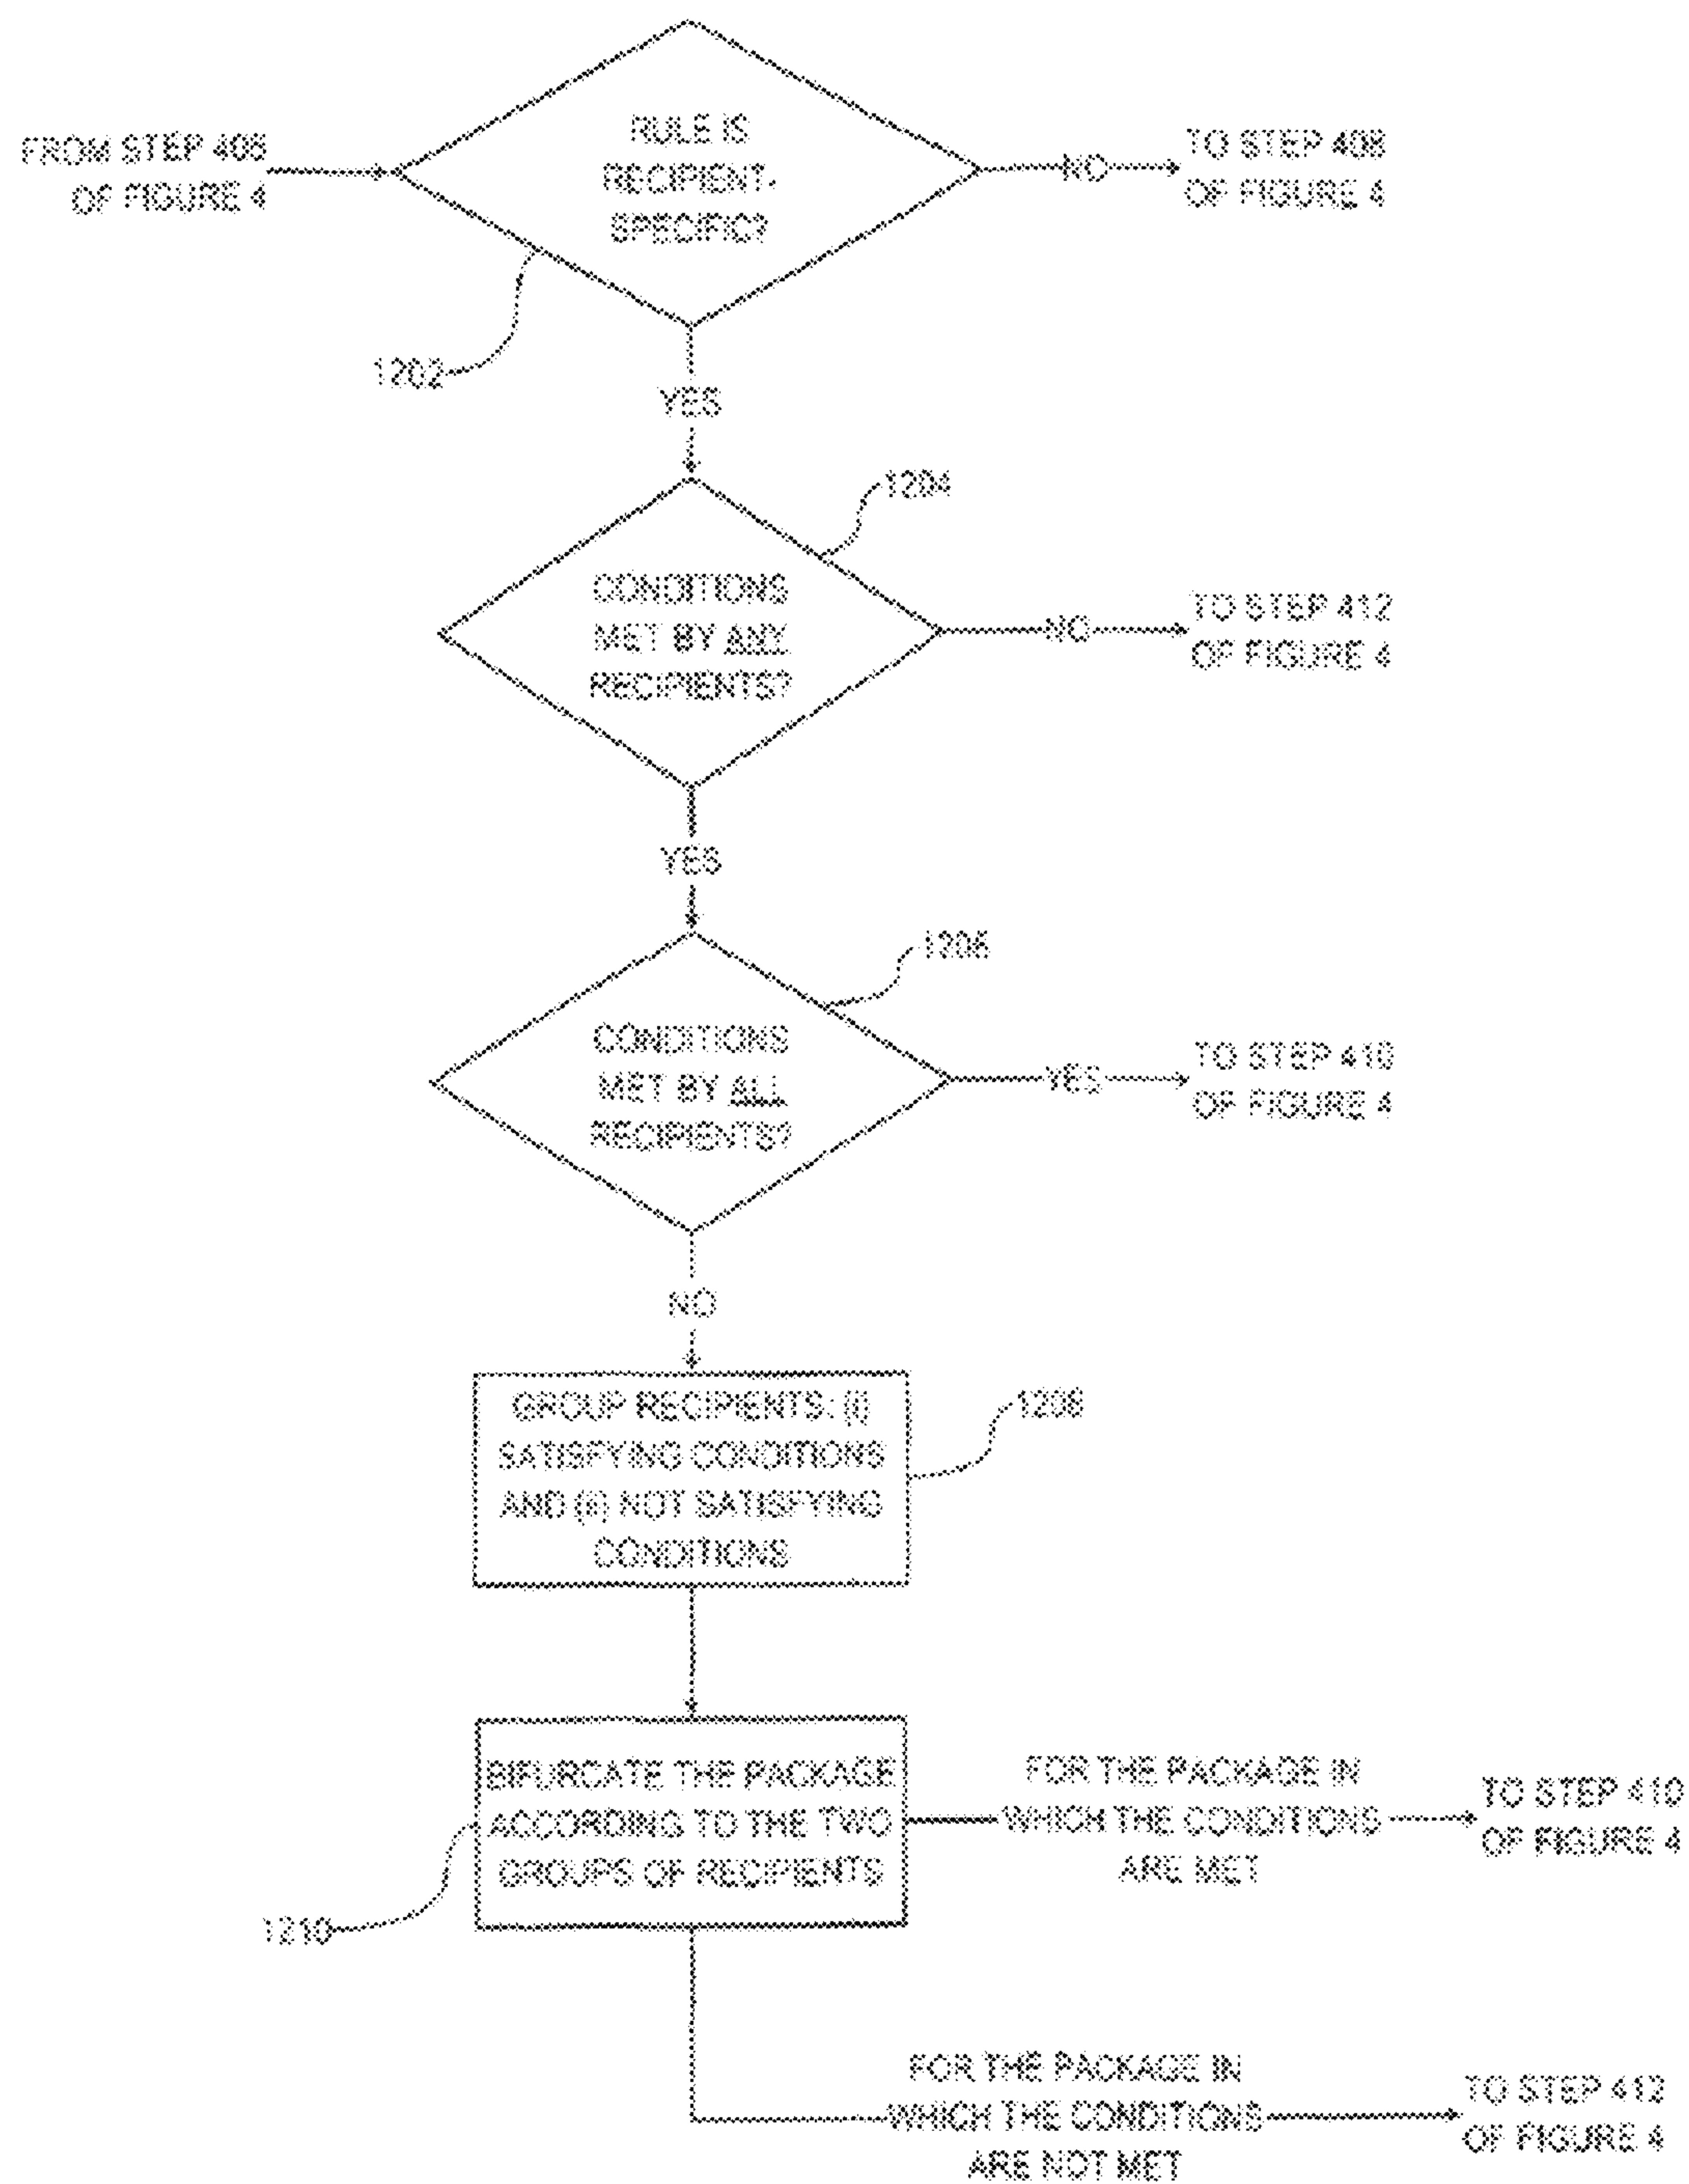 RULE IS
RECIPIENT-
SPECIFIC?
FROM STEP
OF FIGURE 4
NO
TO STEP 408
OF FIGURE 4
1202
YES
1204
CONDITIONS
MET BY ANY
RECIPIENTS?
NO
TO STEP 412
OF FIGURE 4
YES
1206
CONDITIONS
MET BY ALL
RECIPIENTS?
YES
TO STEP 410
OF FIGURE 4
NO
GROUP RECIPIENTS: (i)
SATISFYING CONDITIONS
AND (ii) NOT SATISFYING
CONDITIONS
1208
BIFURCATE THE PACKAGE
ACCORDING TO THE TWO
GROUPS OF RECIPIENTS
FOR THE PACKAGE IN
WHICH THE CONDITIONS
ARE MET
TO STEP 410
OF FIGURE 4
1210
FOR THE PACKAGE IN
WHICH THE CONDITIONS
ARE NOT MET
TO STEP 412
OF FIGURE 4